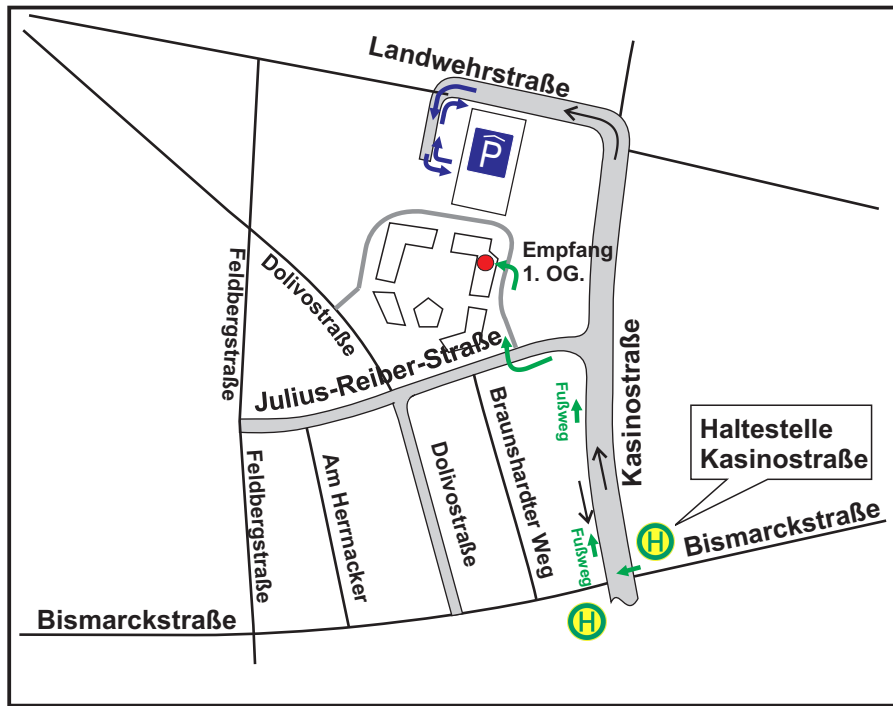 Landwehrstraße
P
Empfang
1. OG.
Feldbergstraße
Dolivostraße
Julius-Reiber-Straße
Kasinostraße
Fußweg
Haltestelle
Kasinostraße
Feldbergstraße
Am Herrnacker
Dolivostraße
Braunshardter Weg
Fußweg
H
Bismarckstraße
Bismarckstraße
H